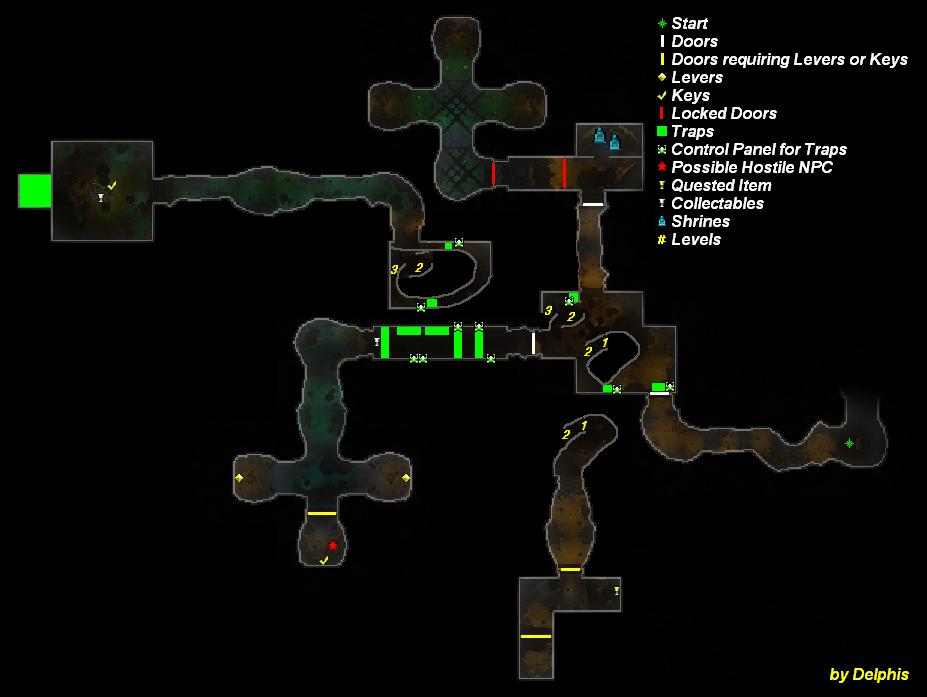 Start
Doors
Doors requiring Levers or Keys
Levers
Keys
Locked Doors
Traps
Control Panel for Traps
Possible Hostile NPC
Quested Item
Collectables
Shrines
# Levels
3 2
3
2
2 1
2 1
by Delphis